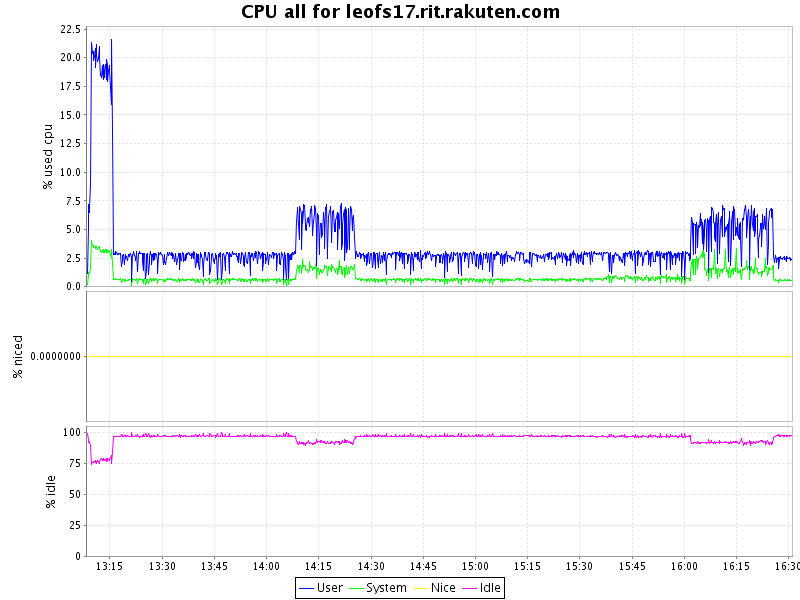 CPU all for leofs17.rit.rakuten.com
22.5
20.0
17.5
15.0
12.5
10.0
7.5
5.0
2.5
0.0
% used cpu
0.0000000
% niced
100
75
50
25
0
% idle
13:15 13:30 13:45 14:00 14:15 14:30 14:45 15:00 15:15 15:30 15:45 16:00 16:15 16:30
User System Nice Idle